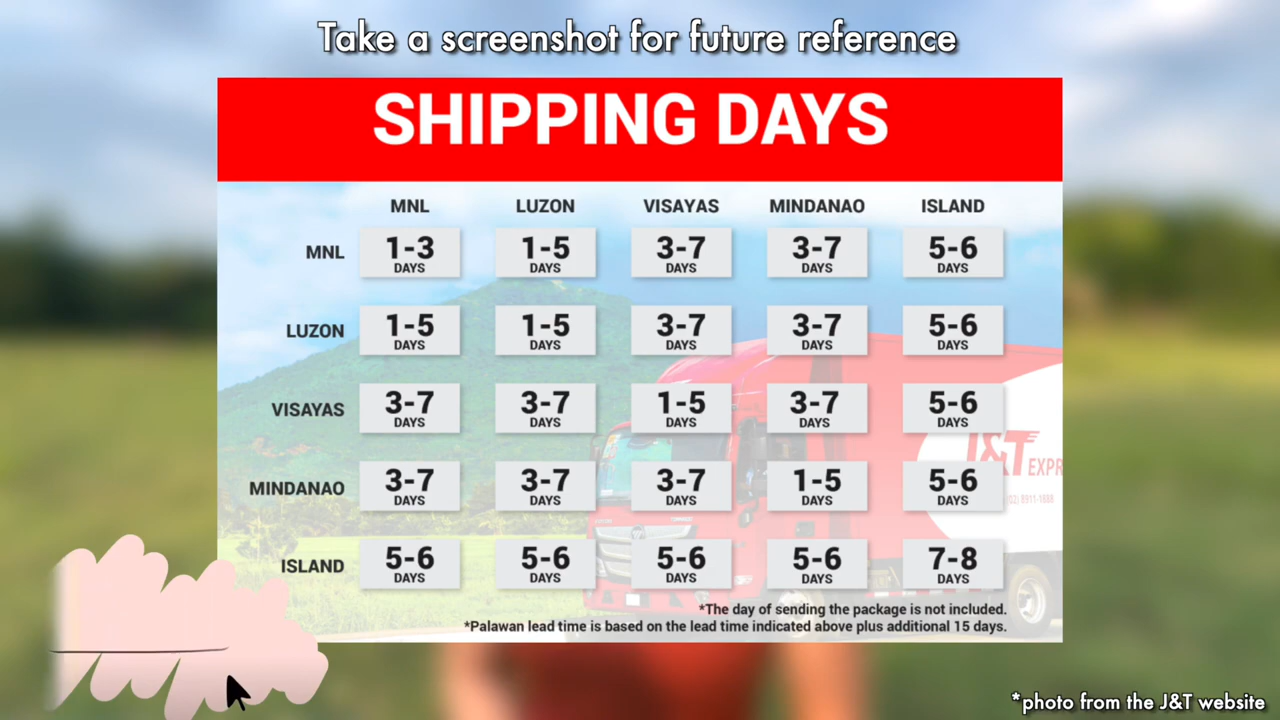 Take a screenshot for future reference
SHIPPING DAYS
MNL LUZON VISAYAS MINDANAO ISLAND
MNL 1-3 DAYS 1-5 DAYS 3-7 DAYS 3-7 DAYS 5-6 DAYS
LUZON 1-5 DAYS 1-5 DAYS 3-7 DAYS 3-7 DAYS 5-6 DAYS
VISAYAS 3-7 DAYS 3-7 DAYS 1-5 DAYS 3-7 DAYS 5-6 DAYS
MINDANAO 3-7 DAYS 3-7 DAYS 3-7 DAYS 1-5 DAYS 5-6 DAYS
J&T EXPR
ISLAND 5-6 DAYS 5-6 DAYS 5-6 DAYS 5-6 DAYS 7-8 DAYS
*The day of sending the package is not included.
*Palawan lead time is based on the lead time indicated above plus additional 15 days.
*photo from the J&T website